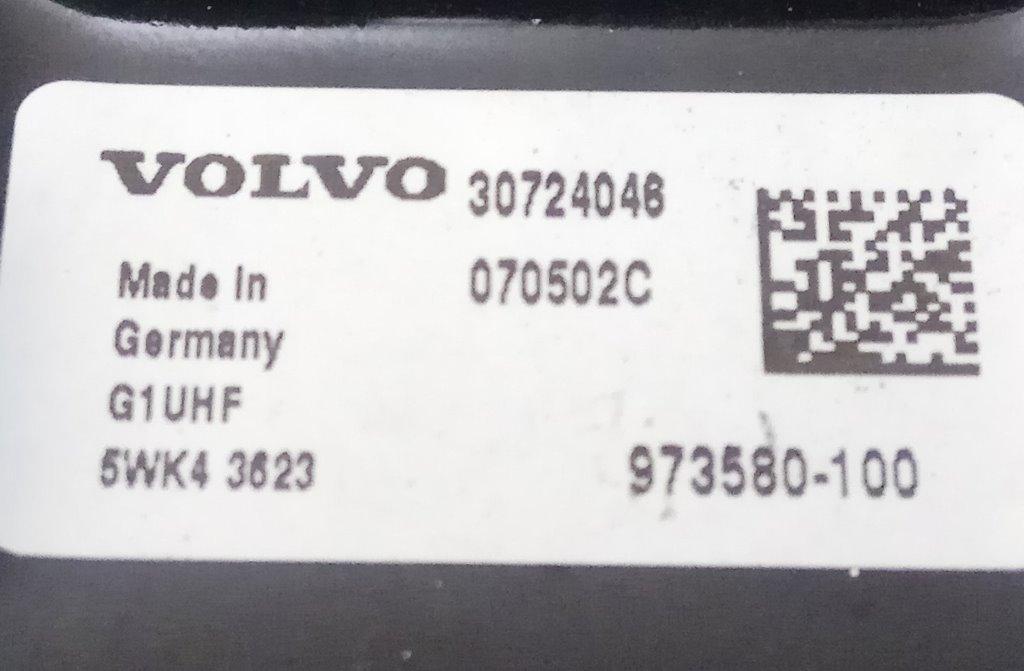 VOLVO 30724046
Made In 070502C
Germany
G1UHF
5WK4 3623 973580-100